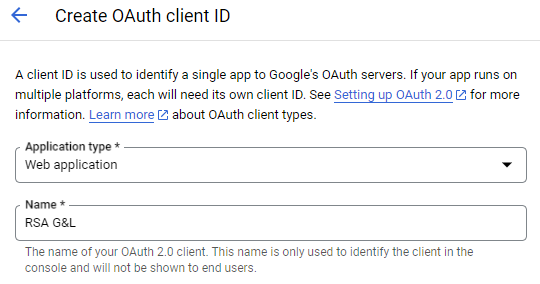 Create OAuth client ID
A client ID is used to identify a single app to Google's OAuth servers. If your app runs on
multiple platforms, each will need its own client ID. See Setting up OAuth 2.0 for more
information. Learn more about OAuth client types.
Application type *
Web application
Name *
RSA G&L
The name of your OAuth 2.0 client. This name is only used to identify the client in the
console and will not be shown to end users.